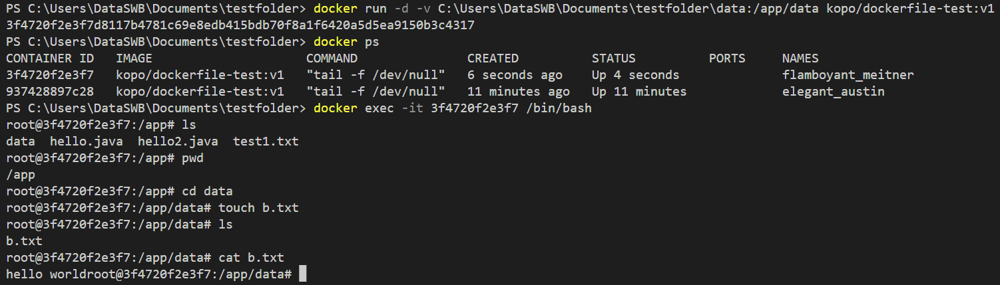 PS C:\Users\DataSWB\Documents\testfolder> docker run -d -v C:\Users\DataSWB\Documents\testfolder\data:/app/data kopo/dockerfile-test:v1
3f4720f2e3f7d8117b4781c69e8edb415bdb70f8a1f6420a5d5ea9150b3c4317
PS C:\Users\DataSWB\Documents\testfolder> docker ps
CONTAINER ID   IMAGE                     COMMAND               CREATED          STATUS          PORTS     NAMES
3f4720f2e3f7   kopo/dockerfile-test:v1   "tail -f /dev/null"   6 seconds ago    Up 4 seconds              flamboyant_meitner
937428897c28   kopo/dockerfile-test:v1   "tail -f /dev/null"   11 minutes ago   Up 11 minutes             elegant_austin
PS C:\Users\DataSWB\Documents\testfolder> docker exec -it 3f4720f2e3f7 /bin/bash
root@3f4720f2e3f7:/app# ls
data  hello.java  hello2.java  test1.txt
root@3f4720f2e3f7:/app# pwd
/app
root@3f4720f2e3f7:/app# cd data
root@3f4720f2e3f7:/app/data# touch b.txt
root@3f4720f2e3f7:/app/data# ls
b.txt
root@3f4720f2e3f7:/app/data# cat b.txt
hello worldroot@3f4720f2e3f7:/app/data#